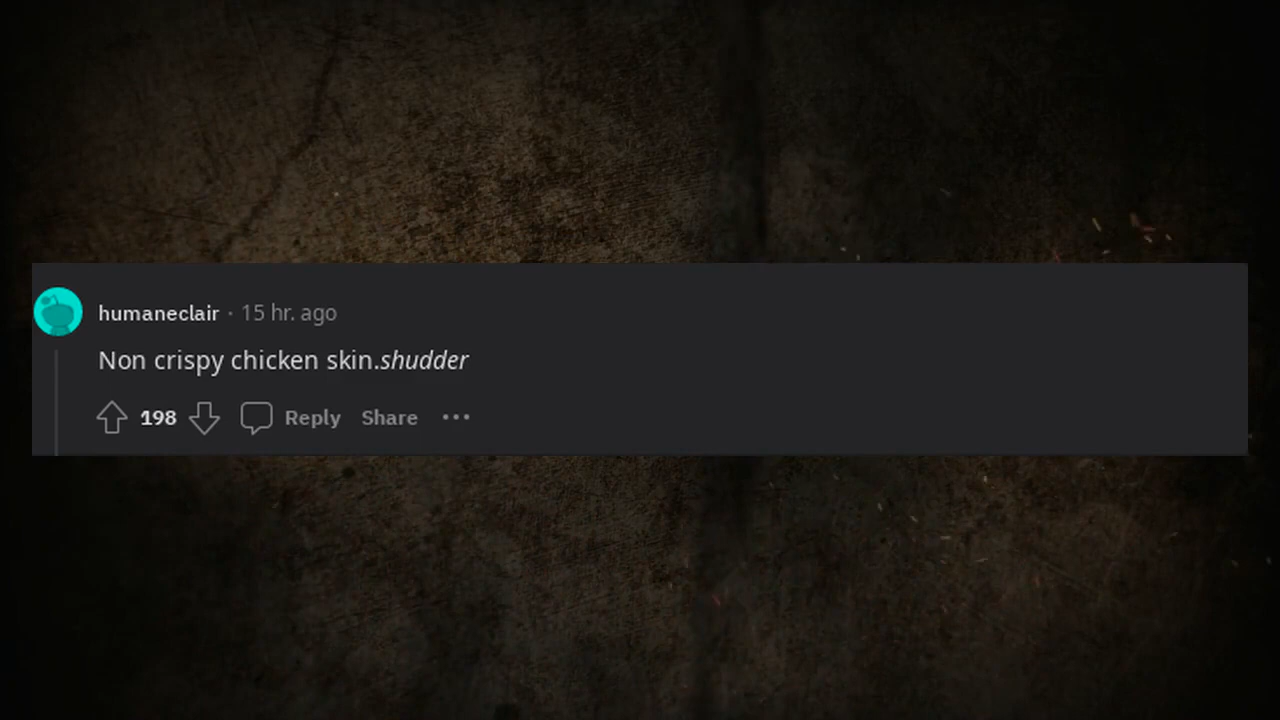 humaneclair · 15 hr. ago
Non crispy chicken skin.shudder
198 Reply Share ···